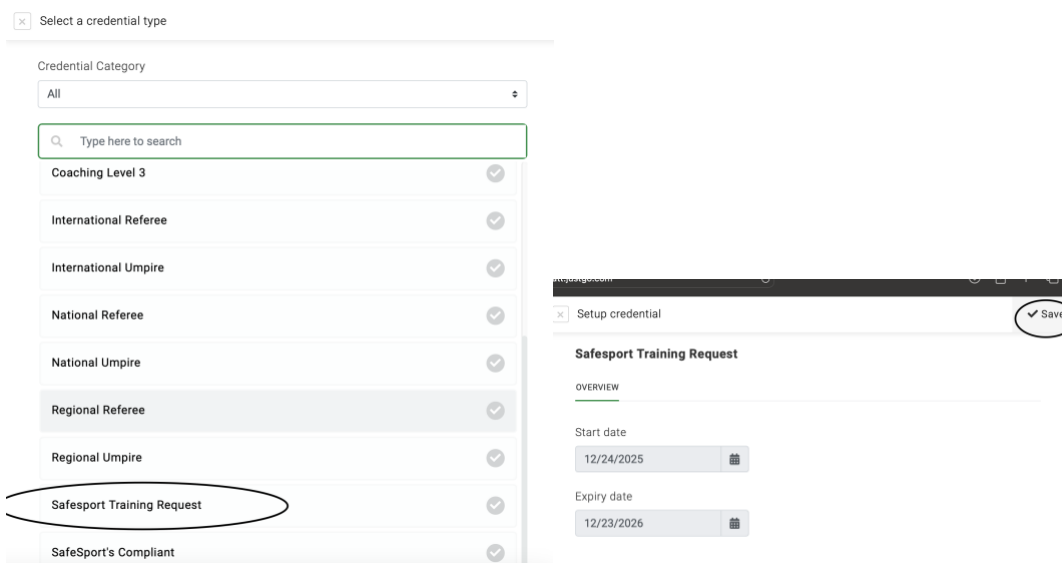 Select a credential type
Credential Category
All
Type here to search
Coaching Level 3
International Referee
International Umpire
National Referee
National Umpire
Regional Referee
Regional Umpire
Safesport Training Request
SafeSport's Compliant
Setup credential
Save
Safesport Training Request
OVERVIEW
Start date
12/24/2025
Expiry date
12/23/2026